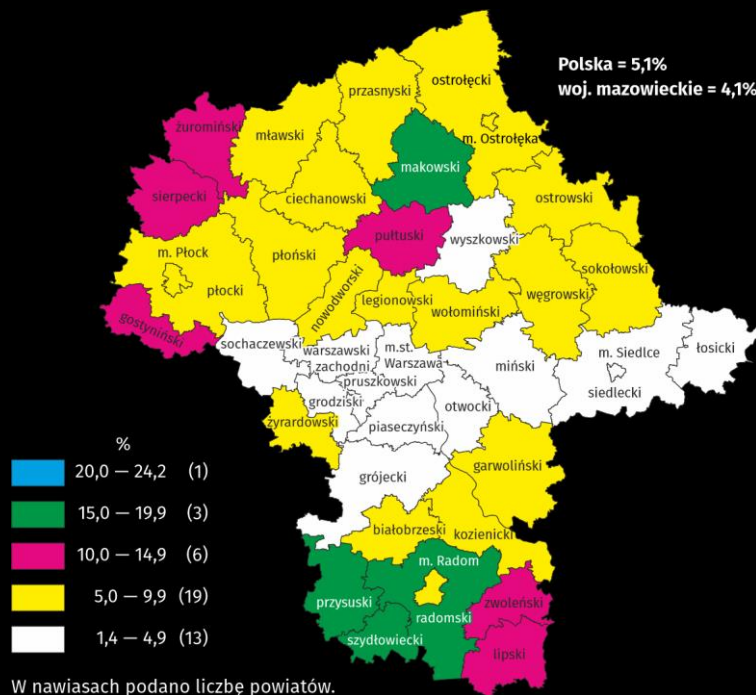 Polska = 5,1%
woj. mazowieckie = 4,1%
ostrołęcki
przasnyski
żuromiński
mławski
m. Ostrołęka
makowski
sierpecki
ciechanowski
ostrowski
pułtuski
wyszkowski
m. Płock
płoński
sokołowski
węgrowski
płocki
nowodworski
legionowski
wołomiński
gostyniński
sochaczewski
warszawski
zachodni
m.st.
Warszawa
miński
m. Siedlce
łosicki
pruszkowski
siedlecki
grodziski
otwocki
piaseczyński
żyrardowski
garwoliński
grójecki
białobrzeski
kozienicki
m. Radom
przysuski
radomski
zwoleński
szydłowiecki
lipski
%
20,0 — 24,2 (1)
15,0 — 19,9 (3)
10,0 — 14,9 (6)
5,0 — 9,9 (19)
1,4 — 4,9 (13)
W nawiasach podano liczbę powiatów.